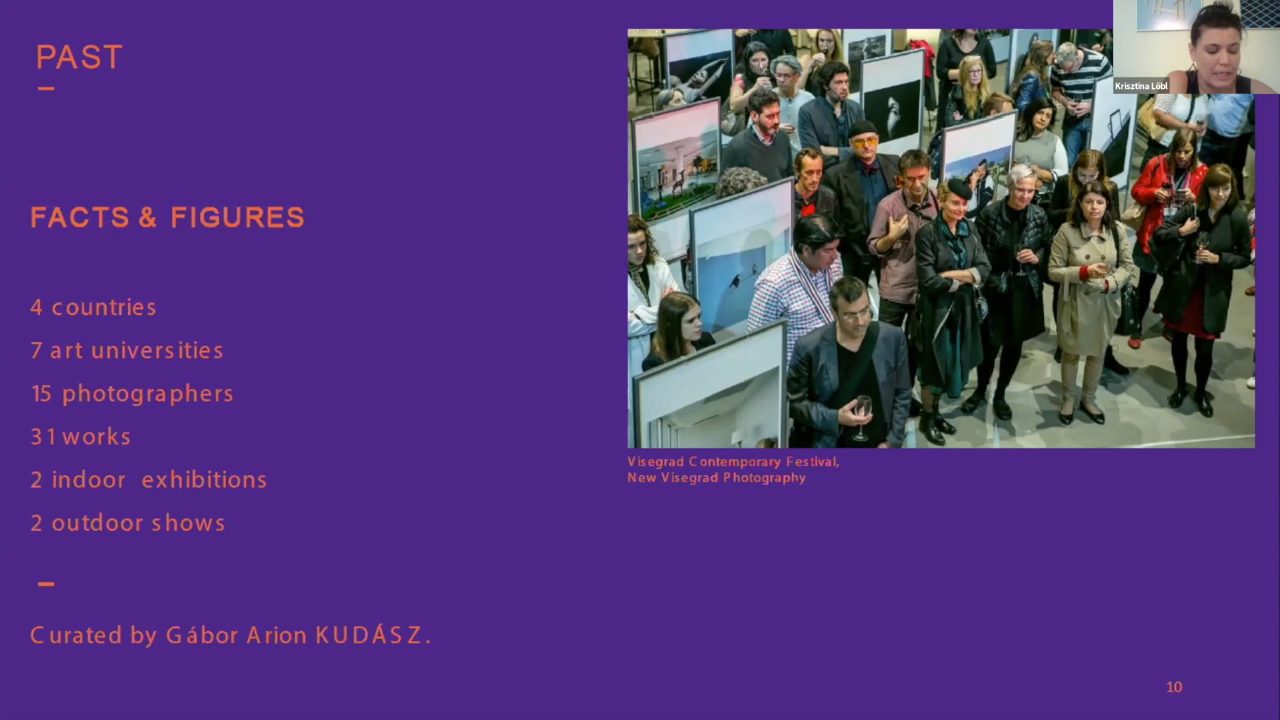 PAST
FACTS & FIGURES
4 countries
7 art universities
15 photographers
31 works
2 indoor exhibitions
2 outdoor shows
Curated by Gábor Arion KUDÁSZ.
Visegrad Contemporary Festival,
New Visegrad Photography
Krisztina Löbl
10